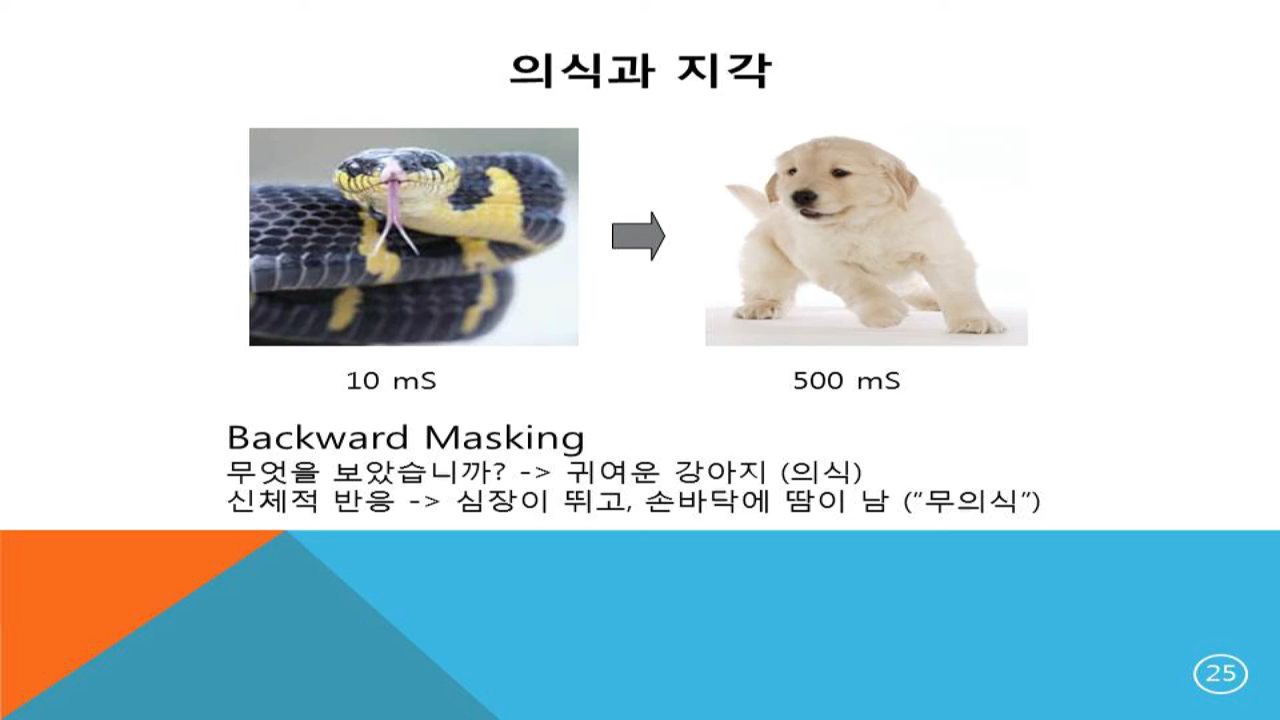 의식과 지각
10 mS
500 mS
Backward Masking
무엇을 보았습니까? -> 귀여운 강아지 (의식)
신체적 반응 -> 심장이 뛰고, 손바닥에 땀이 남 (“무의식”)
25